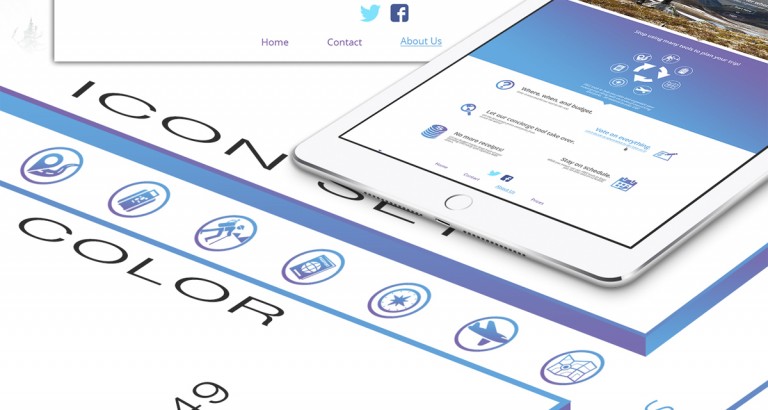 Home Contact About Us
ICON SET
COLOR
49
Stop using many tools to plan your trip!
Where, when, and budget.
Let our concierge tool take over.
Vote on everything
No more receipts!
Stay on schedule.
Home Contact About Us Prices